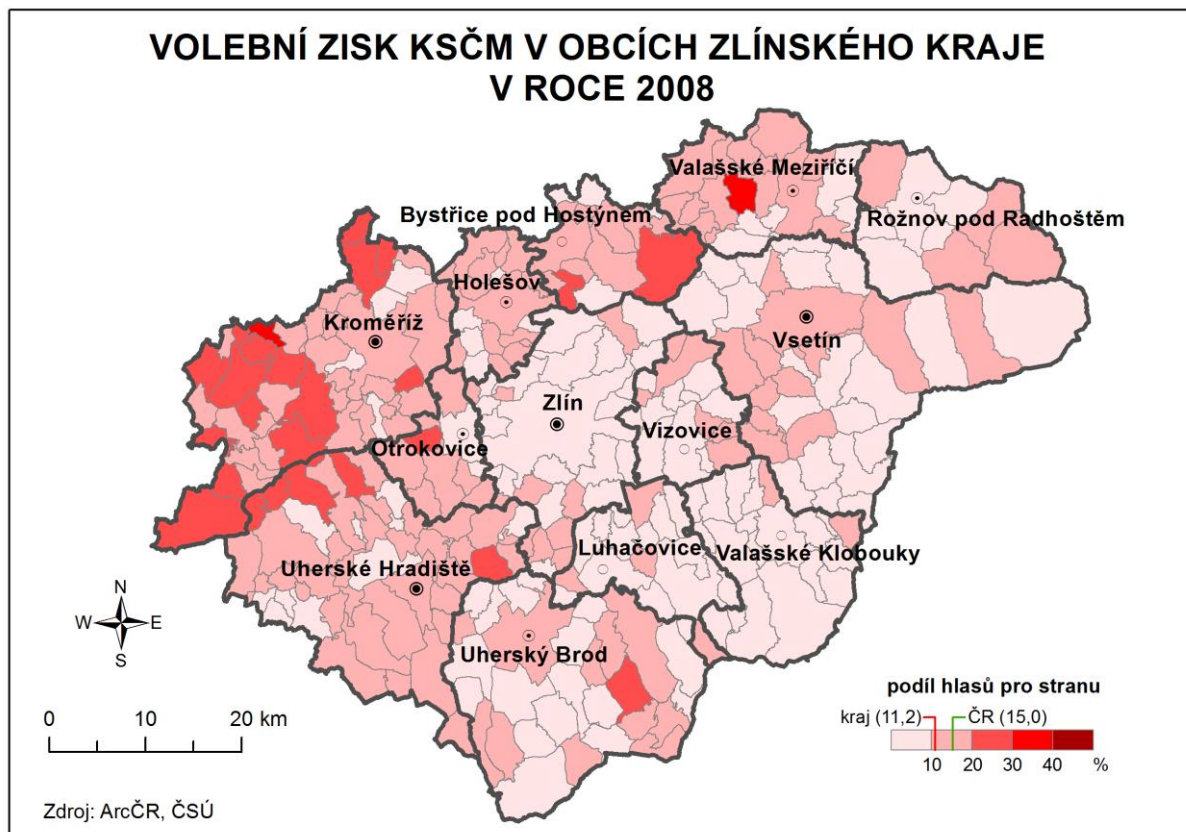 VOLEBNÍ ZISK KSČM V OBCÍCH ZLÍNSKÉHO KRAJE
V ROCE 2008
Valašské Meziříčí
Bystřice pod Hostýnem
Rožnov pod Radhoštěm
Holešov
Kroměříž
Vsetín
Zlín
Vizovice
Otrokovice
Luhačovice
Valašské Klobouky
Uherské Hradiště
Uherský Brod
N
W E
S
0 10 20 km
podíl hlasů pro stranu
kraj (11,2) ČR (15,0)
10 20 30 40 %
Zdroj: ArcČR, ČSÚ